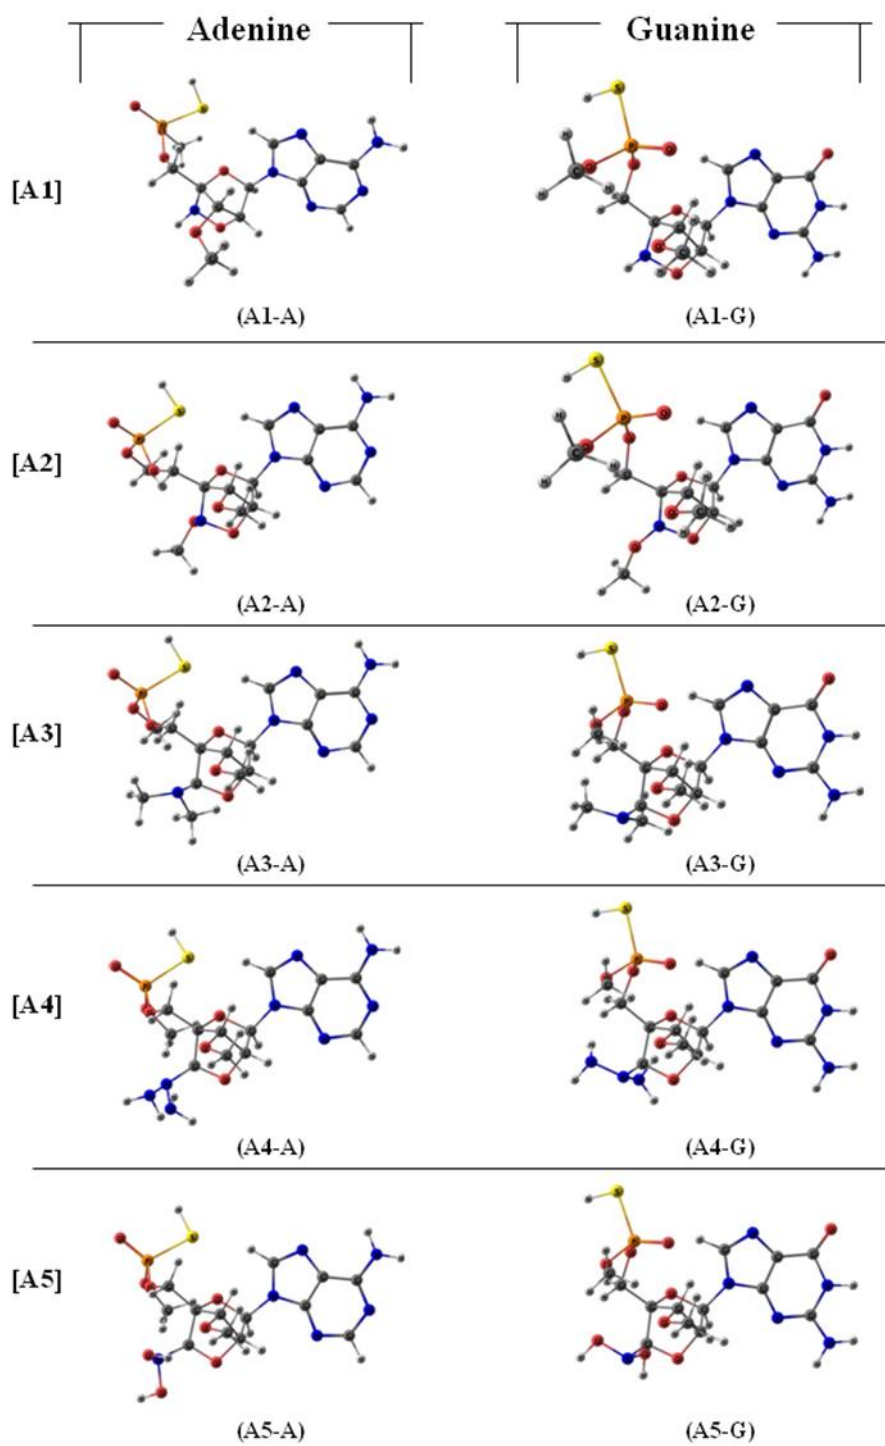 Adenine Guanine
[A1]
(A1-A) (A1-G)
[A2]
(A2-A) (A2-G)
[A3]
(A3-A) (A3-G)
[A4]
(A4-A) (A4-G)
[A5]
(A5-A) (A5-G)